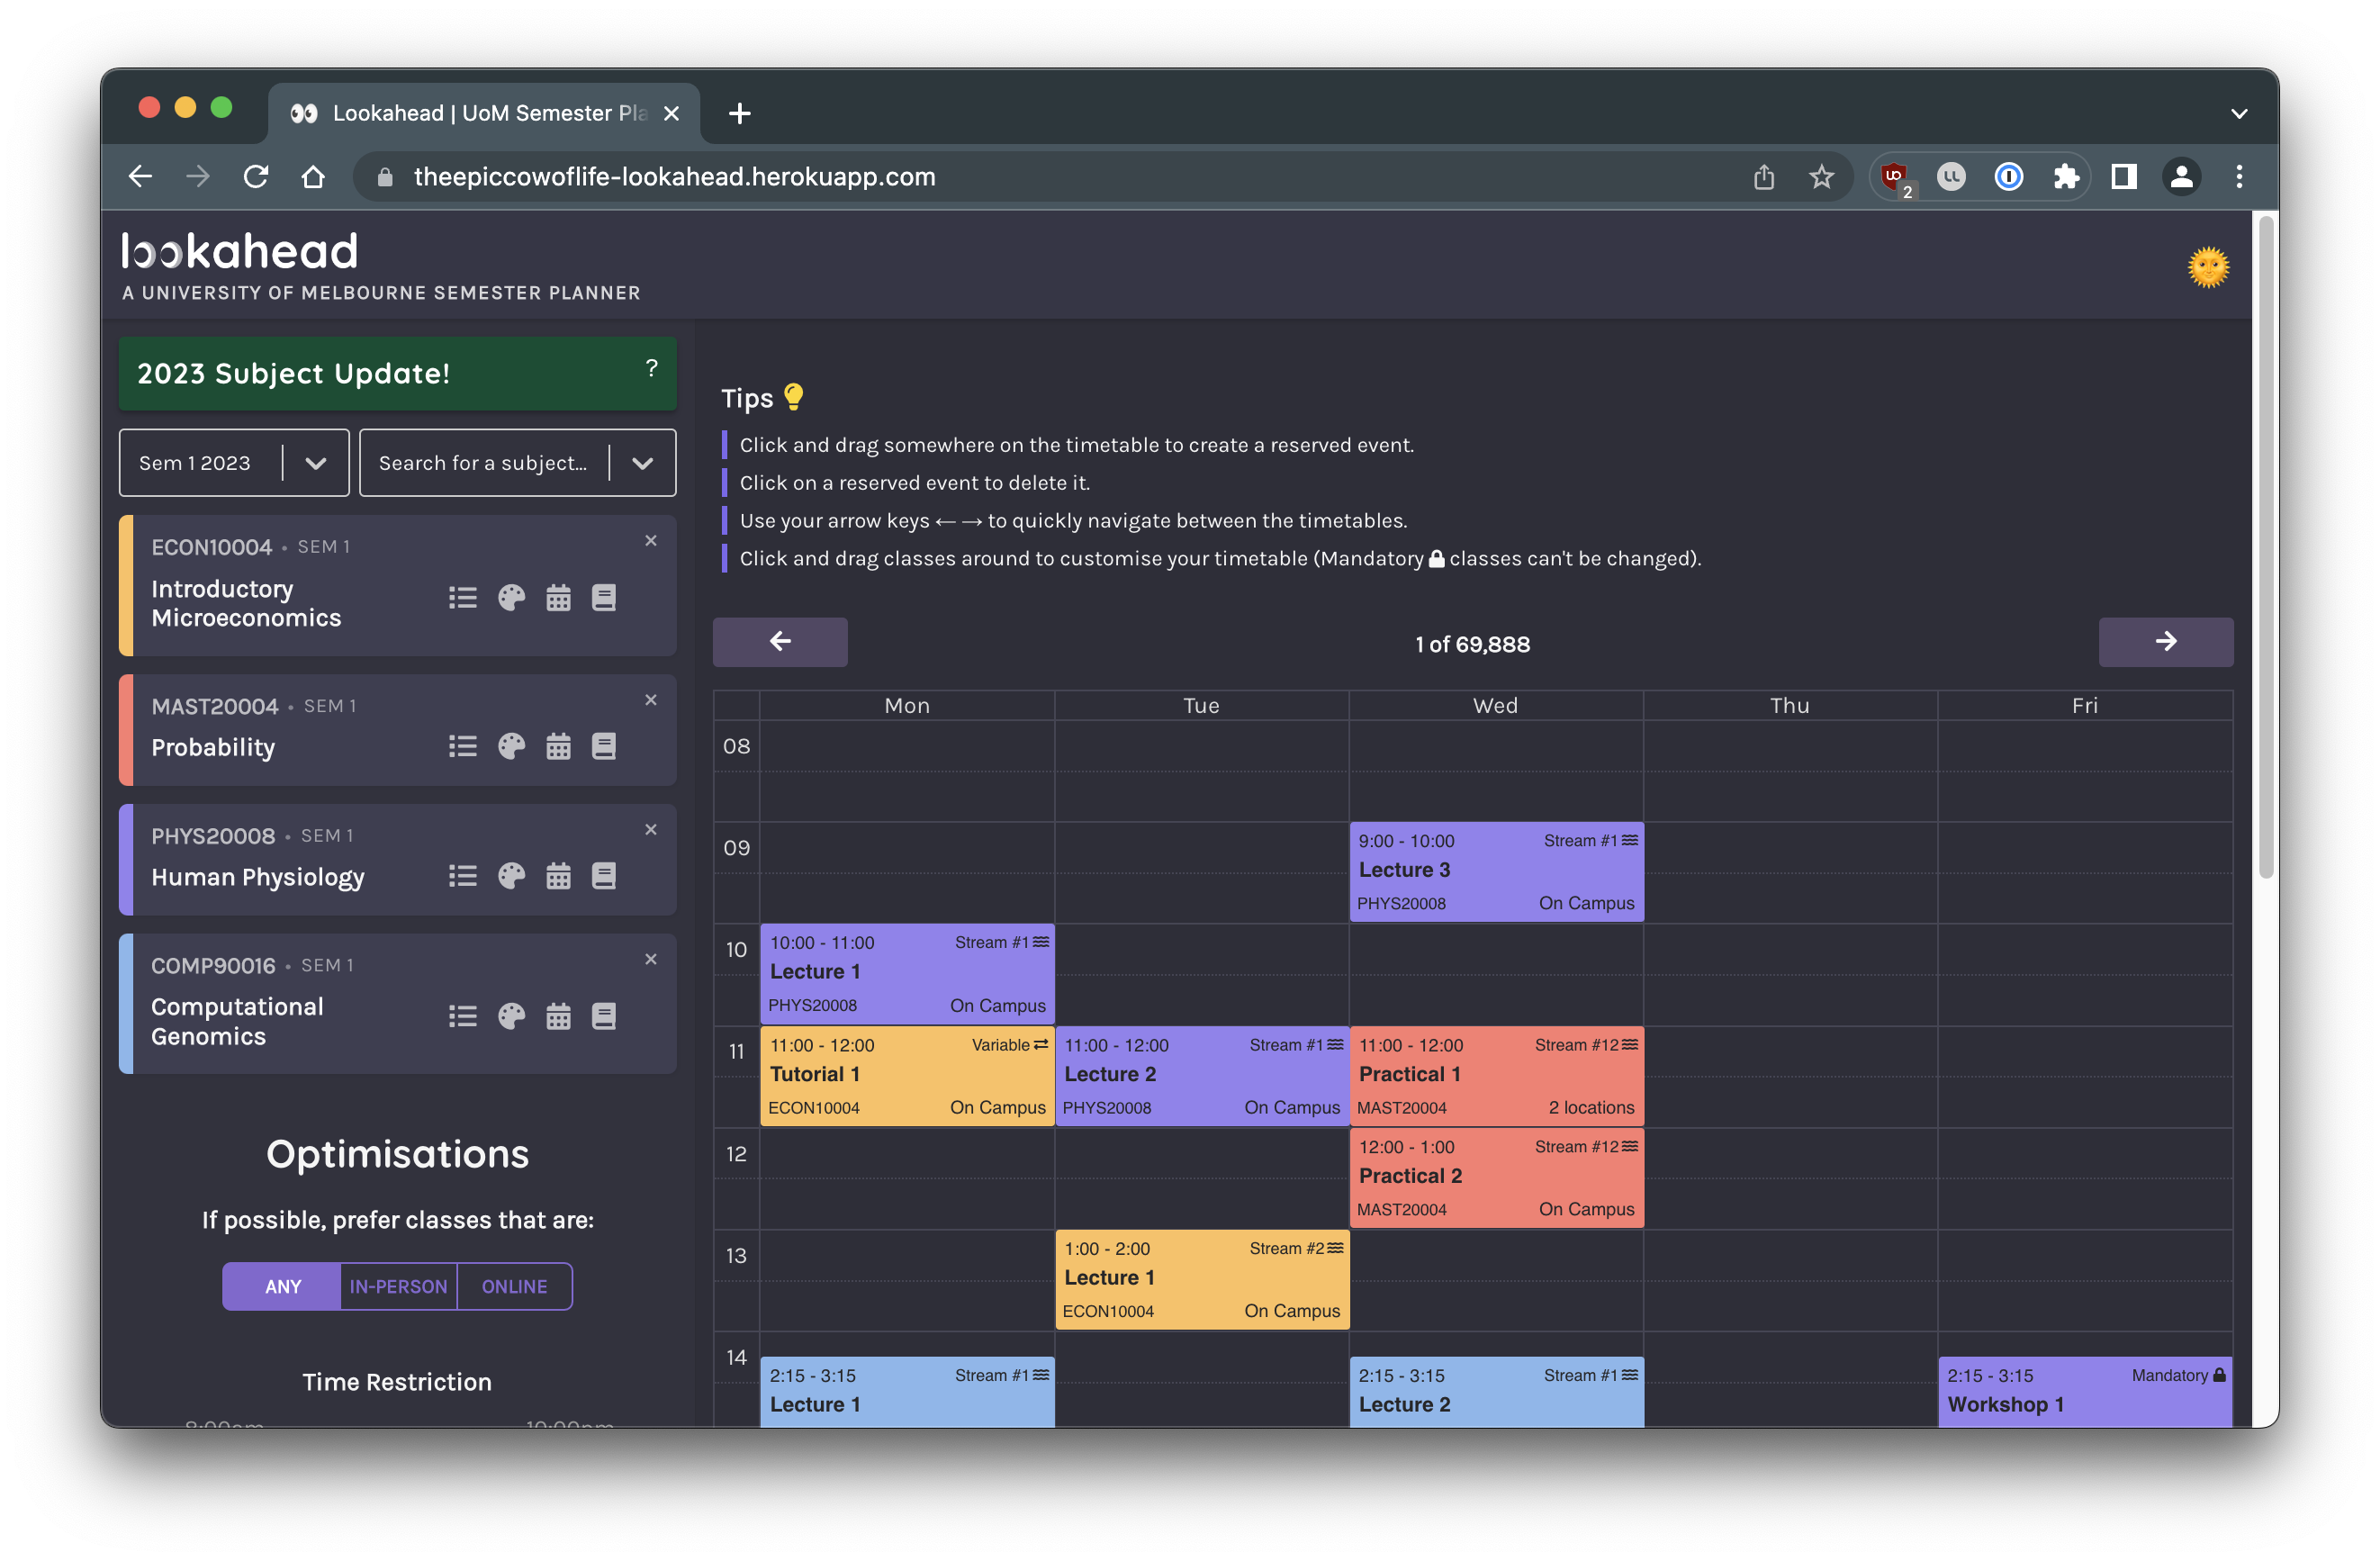 Lookahead | UoM Semester Pla
theepiccowoflife-lookahead.herokuapp.com
2
lookahead
A UNIVERSITY OF MELBOURNE SEMESTER PLANNER
2023 Subject Update!
?
Sem 1 2023
Search for a subject...
ECON10004 • SEM 1
Introductory
Microeconomics
MAST20004 • SEM 1
Probability
PHYS20008 • SEM 1
Human Physiology
COMP90016 • SEM 1
Computational
Genomics
Optimisations
If possible, prefer classes that are:
ANY IN-PERSON ONLINE
Time Restriction
8:00am 10:00pm
Tips
Click and drag somewhere on the timetable to create a reserved event.
Click on a reserved event to delete it.
Use your arrow keys ← → to quickly navigate between the timetables.
Click and drag classes around to customise your timetable (Mandatory classes can't be changed).
1 of 69,888
Mon Tue Wed Thu Fri
08
09
9:00 - 10:00 Stream #1
Lecture 3
PHYS20008 On Campus
10
10:00 - 11:00 Stream #1
Lecture 1
PHYS20008 On Campus
11
11:00 - 12:00 Variable
Tutorial 1
ECON10004 On Campus
11:00 - 12:00 Stream #1
Lecture 2
PHYS20008 On Campus
11:00 - 12:00 Stream #12
Practical 1
MAST20004 2 locations
12
12:00 - 1:00 Stream #12
Practical 2
MAST20004 On Campus
13
1:00 - 2:00 Stream #2
Lecture 1
ECON10004 On Campus
14
2:15 - 3:15 Stream #1
Lecture 1
2:15 - 3:15 Stream #1
Lecture 2
2:15 - 3:15 Mandatory
Workshop 1